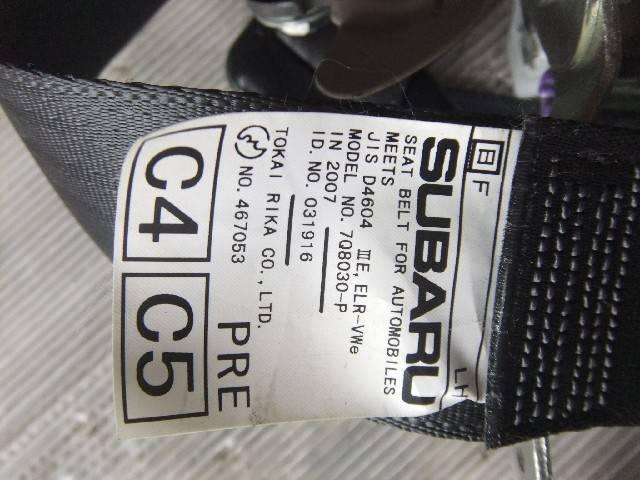 日 F LH
SUBARU
SEAT BELT FOR AUTOMOBILES
MEETS
JIS D4604 ⅢE, ELR-VWe
MODEL NO. 7Q8030-P
IN 2007
ID. NO. 031916
TOKAI RIKA CO., LTD.
NO. 467053
PRE
C4 C5